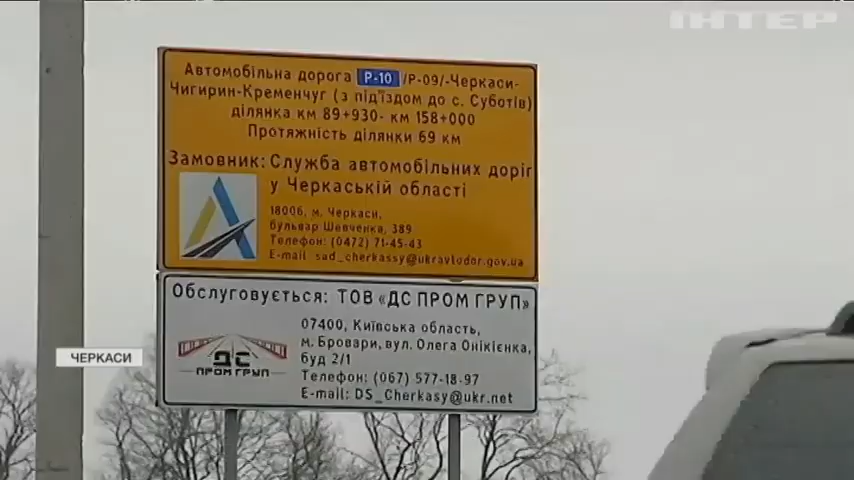 ІНТЕР
Автомобільна дорога Р-10 /Р-09/-Черкаси-
Чигирин-Кременчуг (з під'їздом до с. Суботів)
ділянка км 89+930- км 158+000
Протяжність ділянки 69 км
Замовник: Служба автомобільних доріг
у Черкаській області
18006, м. Черкаси,
бульвар Шевченка, 389
Телефон: (0472) 71-45-43
E-mail sad_cherkassy@ukravtodor.gov.ua
Обслуговується: ТОВ «ДС ПРОМ ГРУП»
07400, Київська область,
м. Бровари, вул. Олега Онікієнка,
буд 2/1
Телефон: (067) 577-18-97
E-mail: DS_Cherkasy@ukr.net
ДС
ПРОМ ГРУП
ЧЕРКАСИ